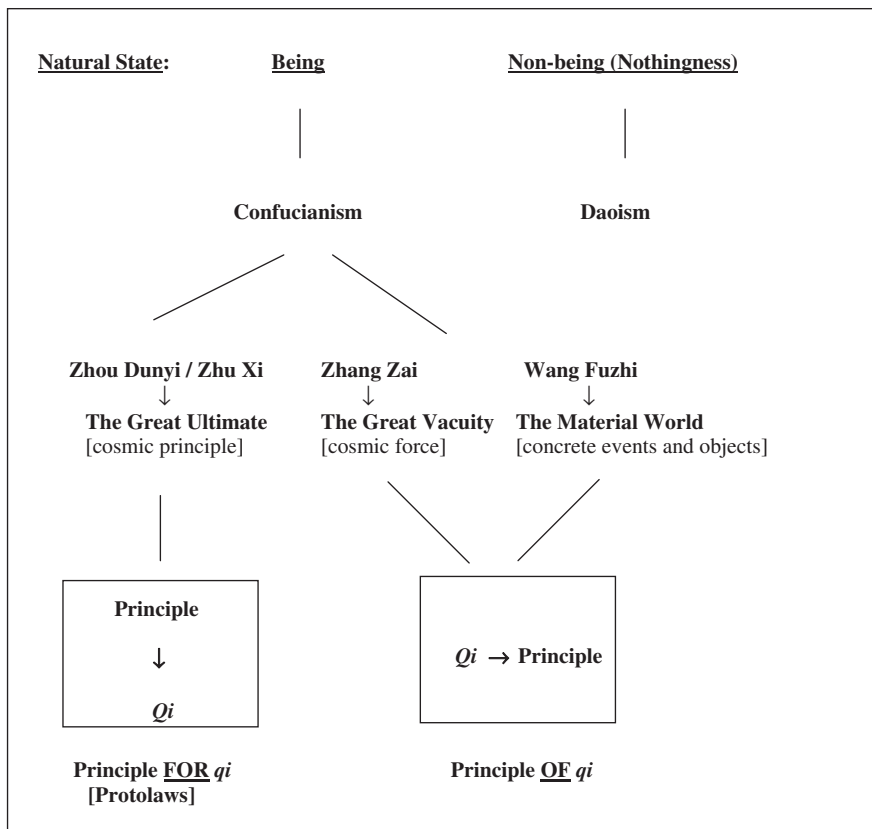 Natural State: Being Non-being (Nothingness)
Confucianism Daoism
Zhou Dunyi / Zhu Xi Zhang Zai Wang Fuzhi
↓ ↓ ↓
The Great Ultimate The Great Vacuity The Material World
[cosmic principle] [cosmic force] [concrete events and objects]
Principle
↓
Qi → Principle
Qi
Principle FOR qi Principle OF qi
[Protolaws]